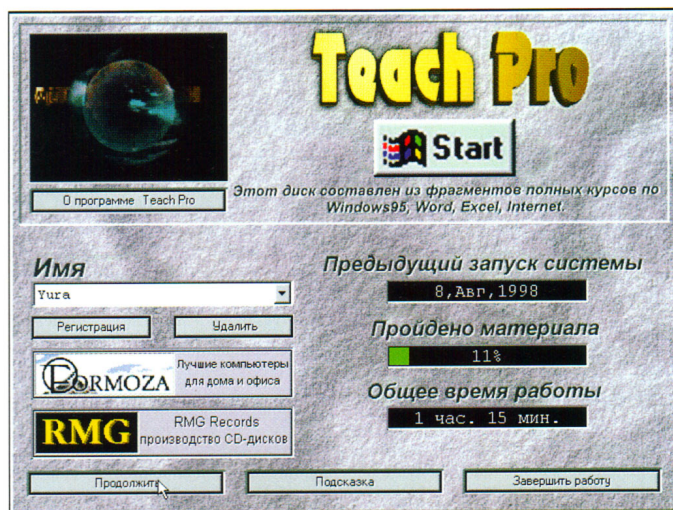 Teach Pro
Start
О программе Teach Pro
Этот диск составлен из фрагментов полных курсов по
Windows95, Word, Excel, Internet.
Имя
Yura
Регистрация
Удалить
FORMOZA
Лучшие компьютеры
для дома и офиса
RMG
RMG Records
производство CD-дисков
Предыдущий запуск системы
8,Авг,1998
Пройдено материала
11%
Общее время работы
1 час. 15 мин.
Продолжить
Подсказка
Завершить работу